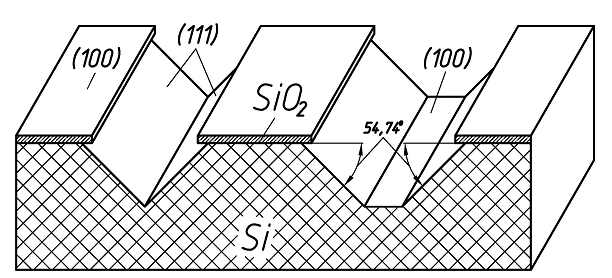 (100)
(111)
(100)
SiO₂
54,74°
Si